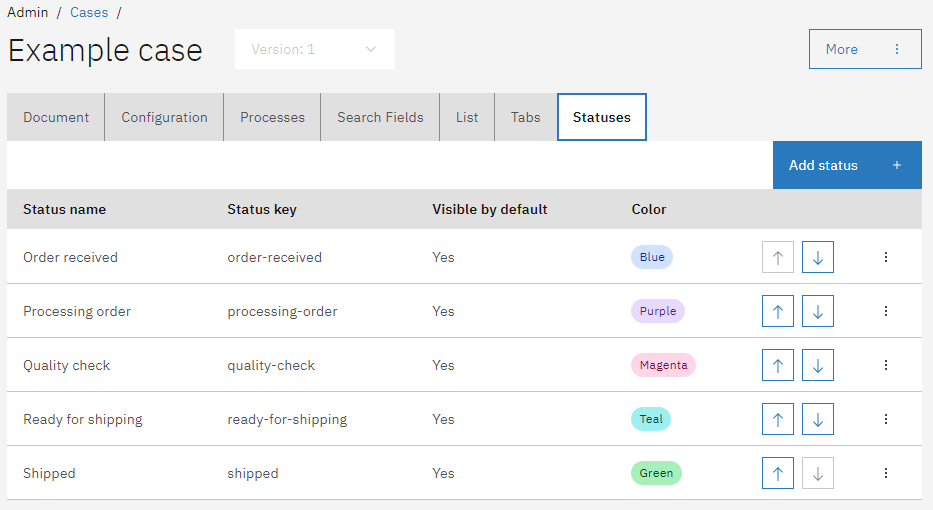 Admin / Cases /
Example case
Version: 1
More
Document Configuration Processes Search Fields List Tabs Statuses
Add status +
Status name Status key Visible by default Color
Order received order-received Yes Blue
Processing order processing-order Yes Purple
Quality check quality-check Yes Magenta
Ready for shipping ready-for-shipping Yes Teal
Shipped shipped Yes Green